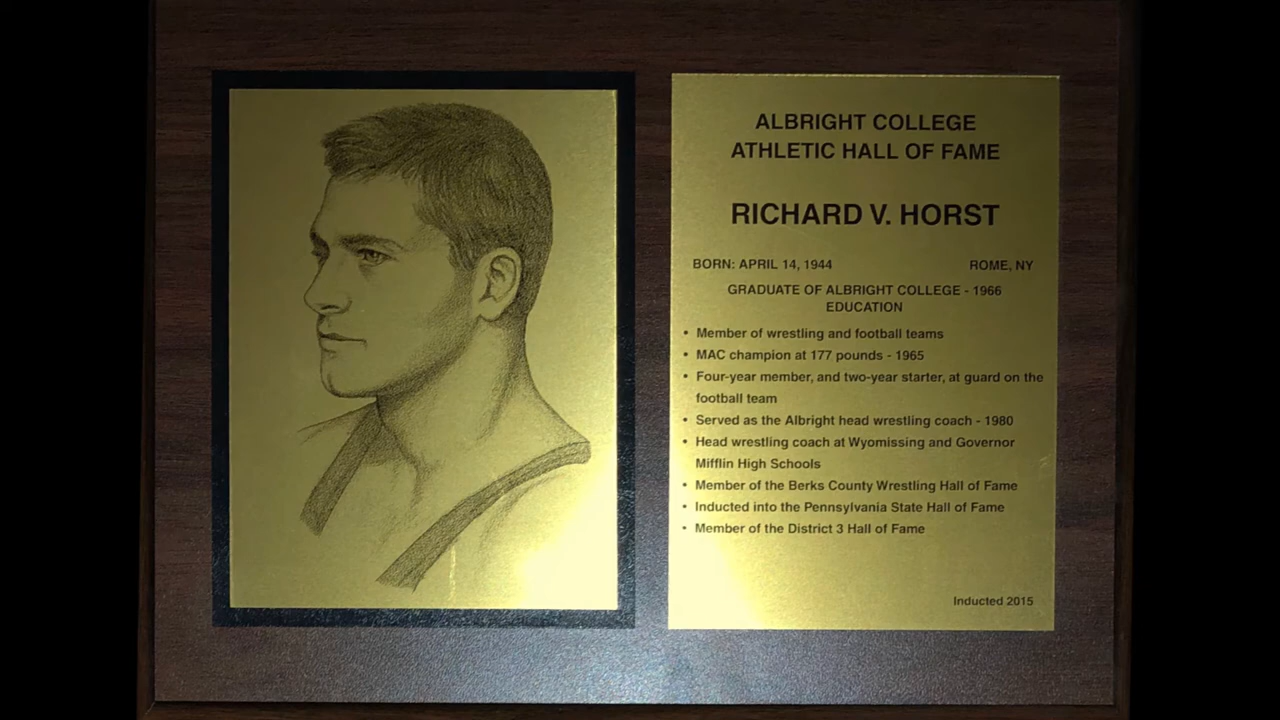 ALBRIGHT COLLEGE
ATHLETIC HALL OF FAME
RICHARD V. HORST
BORN: APRIL 14, 1944 ROME, NY
GRADUATE OF ALBRIGHT COLLEGE - 1966
EDUCATION
• Member of wrestling and football teams
• MAC champion at 177 pounds - 1965
• Four-year member, and two-year starter, at guard on the
football team
• Served as the Albright head wrestling coach - 1980
• Head wrestling coach at Wyomissing and Governor
Mifflin High Schools
• Member of the Berks County Wrestling Hall of Fame
• Inducted into the Pennsylvania State Hall of Fame
• Member of the District 3 Hall of Fame
Inducted 2015